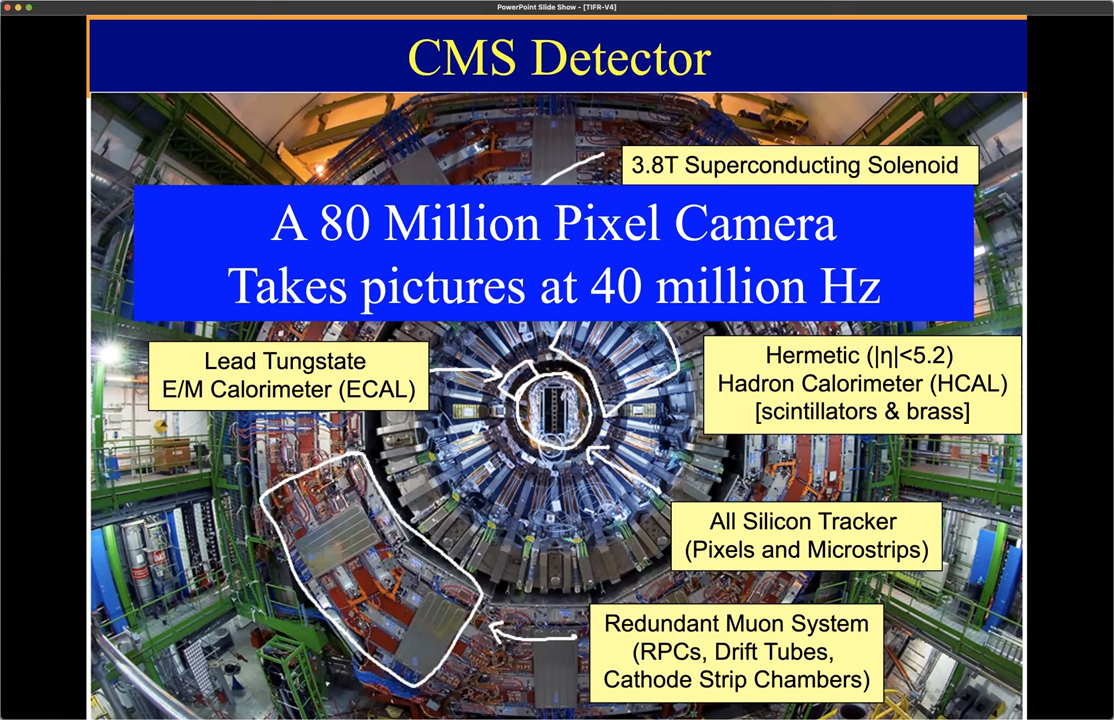 PowerPoint Slide Show - [TIFR-V4]
CMS Detector
3.8T Superconducting Solenoid
A 80 Million Pixel Camera
Takes pictures at 40 million Hz
Lead Tungstate
E/M Calorimeter (ECAL)
Hermetic (|η|<5.2)
Hadron Calorimeter (HCAL)
[scintillators & brass]
All Silicon Tracker
(Pixels and Microstrips)
Redundant Muon System
(RPCs, Drift Tubes,
Cathode Strip Chambers)